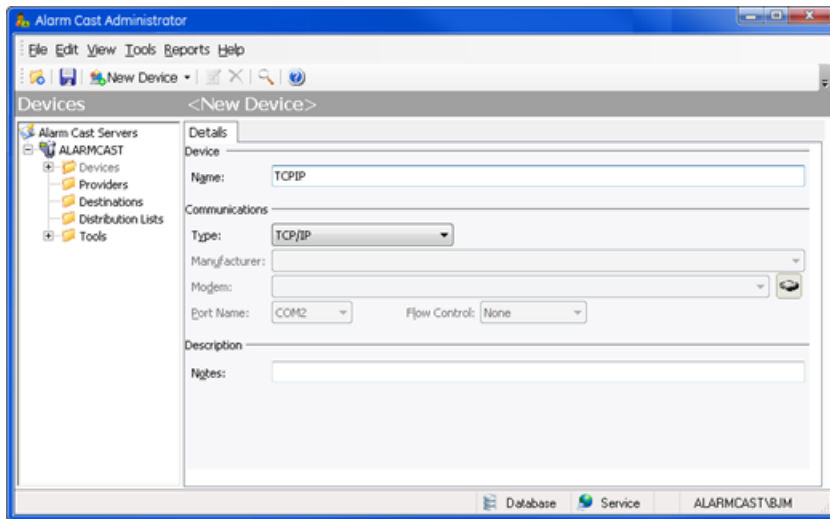 Alarm Cast Administrator
File Edit View Tools Reports Help
New Device
Devices
<New Device>
Alarm Cast Servers
ALARMCAST
Devices
Providers
Destinations
Distribution Lists
Tools
Details
Device
Name: TCPIP
Communications
Type: TCP/IP
Manufacturer:
Modem:
Port Name: COM2 Flow Control: None
Description
Notes:
Database Service ALARMCAST\BJM